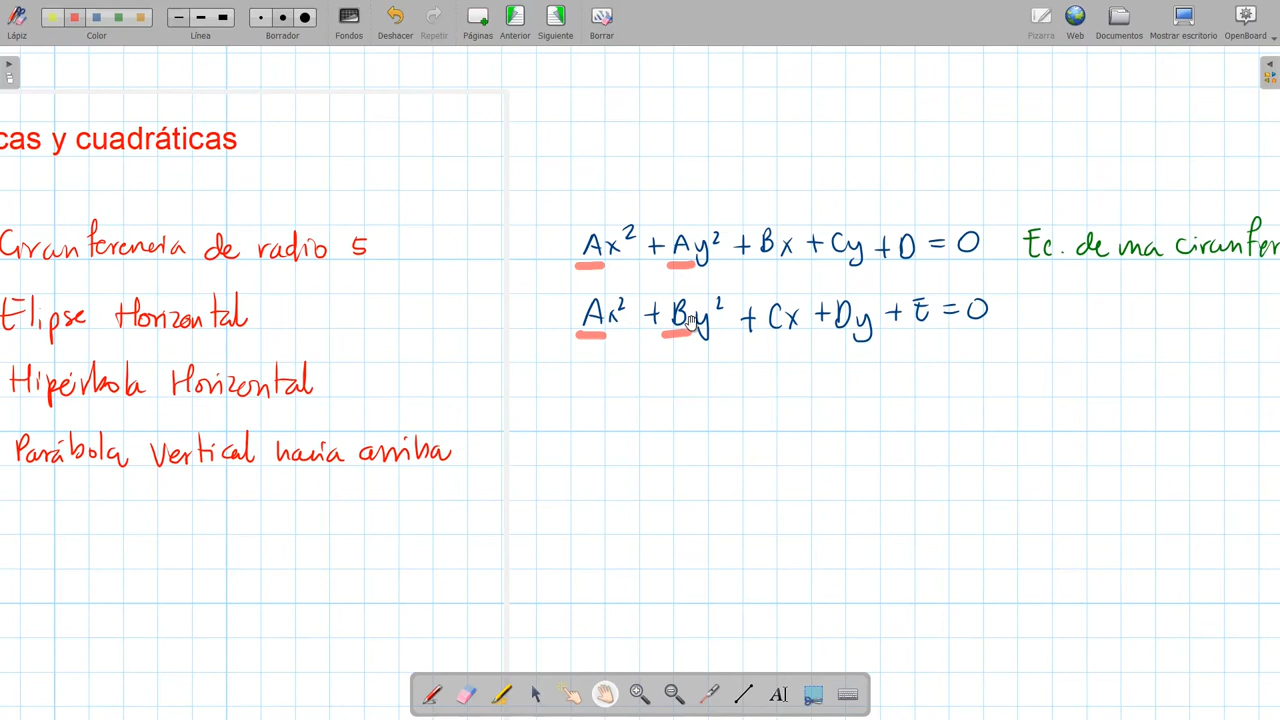 Lápiz Color Línea Borrador Fondos Deshacer Repetir Páginas Anterior Siguiente Borrar Pizarra Web Documentos Mostrar escritorio OpenBoard
cas y cuadráticas
Circunferencia de radio 5
Ax² + Ay² + Bx + Cy + D = 0
Ec. de una circunfer
Elipse Horizontal
Ax² + By² + Cx + Dy + E = 0
Hipérbola Horizontal
Parábola Vertical hacia arriba